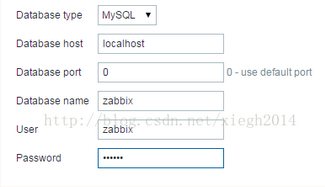 Database type MySQL
Database host localhost
Database port 0 0 - use default port
Database name zabbix
http://blog.csdn.net/xiegh2014
User zabbix
Password ••••••